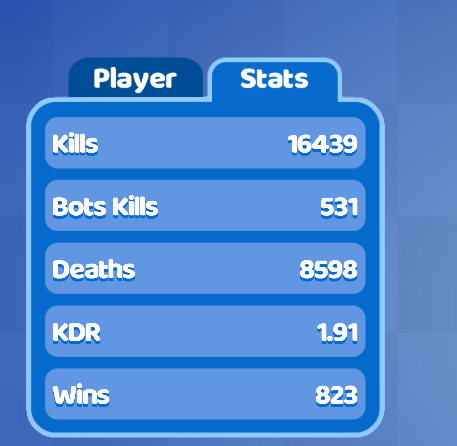 Player Stats
Kills 16439
Bots Kills 531
Deaths 8598
KDR 1.91
Wins 823